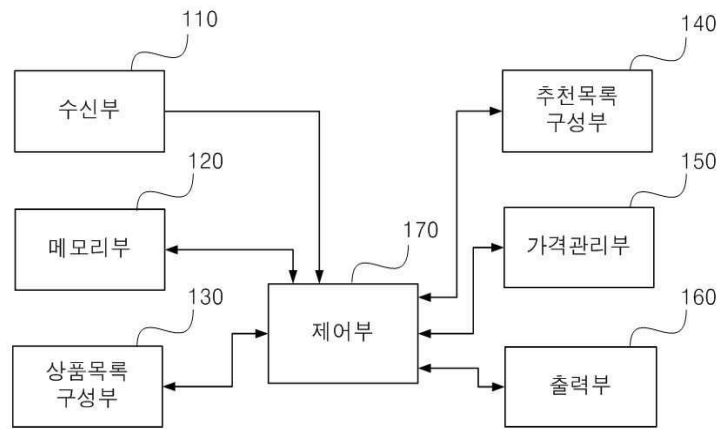 110
수신부
120
메모리부
130
상품목록
구성부
170
제어부
140
추천목록
구성부
150
가격관리부
160
출력부